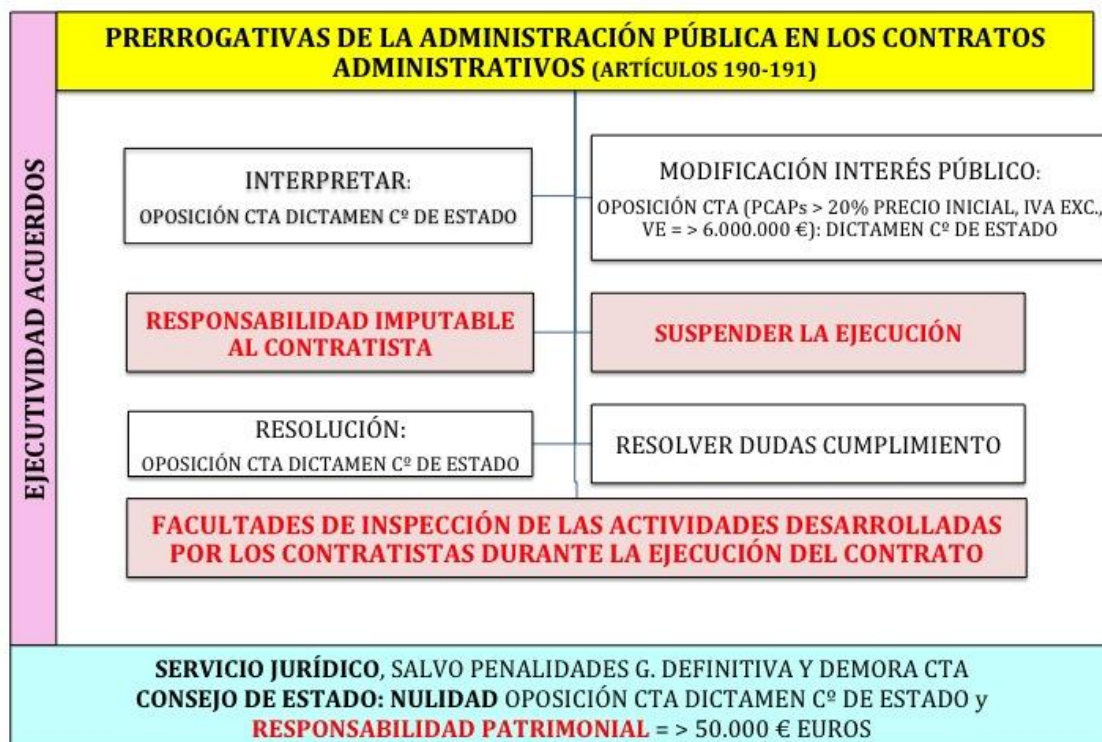 PRERROGATIVAS DE LA ADMINISTRACIÓN PÚBLICA EN LOS CONTRATOS
ADMINISTRATIVOS (ARTÍCULOS 190-191)
EJECUTIVIDAD ACUERDOS
INTERPRETAR:
OPOSICIÓN CTA DICTAMEN Cº DE ESTADO
MODIFICACIÓN INTERÉS PÚBLICO:
OPOSICIÓN CTA (PCAPs > 20% PRECIO INICIAL, IVA EXC.,
VE = > 6.000.000 €): DICTAMEN Cº DE ESTADO
RESPONSABILIDAD IMPUTABLE
AL CONTRATISTA
SUSPENDER LA EJECUCIÓN
RESOLUCIÓN:
OPOSICIÓN CTA DICTAMEN Cº DE ESTADO
RESOLVER DUDAS CUMPLIMIENTO
FACULTADES DE INSPECCIÓN DE LAS ACTIVIDADES DESARROLLADAS
POR LOS CONTRATISTAS DURANTE LA EJECUCIÓN DEL CONTRATO
SERVICIO JURÍDICO, SALVO PENALIDADES G. DEFINITIVA Y DEMORA CTA
CONSEJO DE ESTADO: NULIDAD OPOSICIÓN CTA DICTAMEN Cº DE ESTADO y
RESPONSABILIDAD PATRIMONIAL = > 50.000 € EUROS